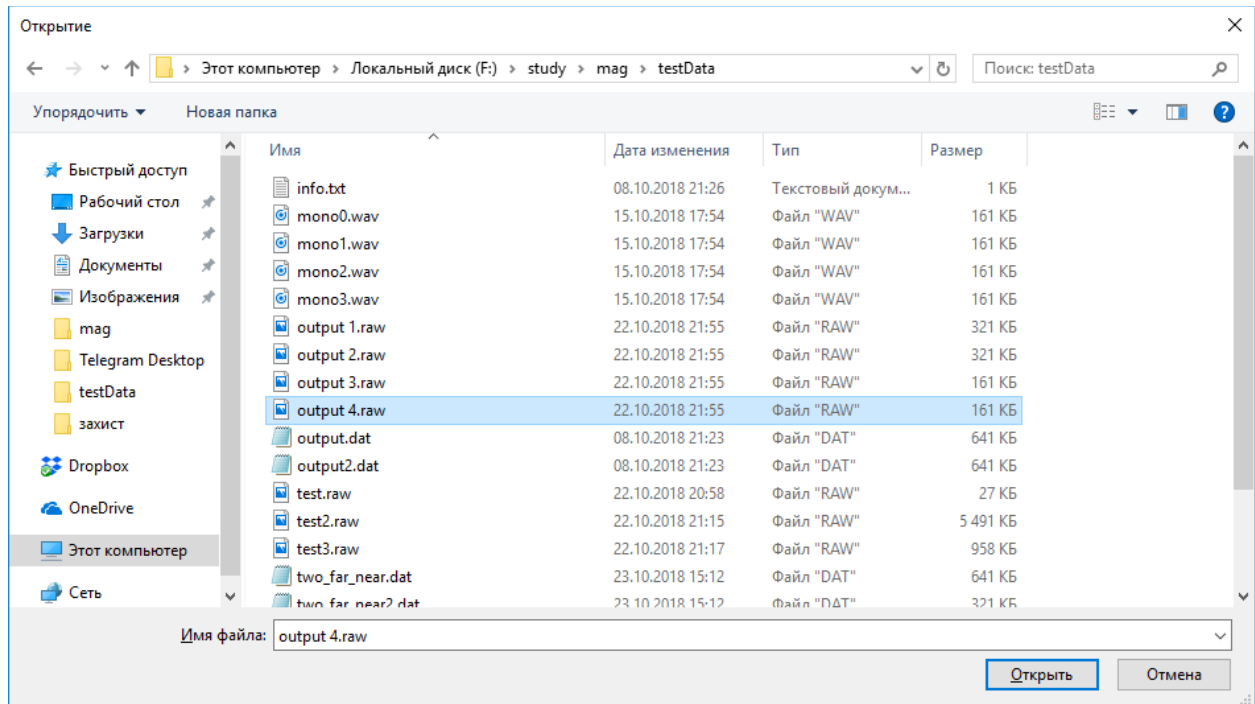 Открытие
Этот компьютер › Локальный диск (F:) › study › mag › testData
Поиск: testData
Упорядочить
Новая папка
Имя Дата изменения Тип Размер
Быстрый доступ
Рабочий стол
Загрузки
Документы
Изображения
mag
Telegram Desktop
testData
захист
Dropbox
OneDrive
Этот компьютер
Сеть
info.txt 08.10.2018 21:26 Текстовый докум... 1 КБ
mono0.wav 15.10.2018 17:54 Файл "WAV" 161 КБ
mono1.wav 15.10.2018 17:54 Файл "WAV" 161 КБ
mono2.wav 15.10.2018 17:54 Файл "WAV" 161 КБ
mono3.wav 15.10.2018 17:54 Файл "WAV" 161 КБ
output 1.raw 22.10.2018 21:55 Файл "RAW" 321 КБ
output 2.raw 22.10.2018 21:55 Файл "RAW" 321 КБ
output 3.raw 22.10.2018 21:55 Файл "RAW" 161 КБ
output 4.raw 22.10.2018 21:55 Файл "RAW" 161 КБ
output.dat 08.10.2018 21:23 Файл "DAT" 641 КБ
output2.dat 08.10.2018 21:23 Файл "DAT" 641 КБ
test.raw 22.10.2018 20:58 Файл "RAW" 27 КБ
test2.raw 22.10.2018 21:15 Файл "RAW" 5 491 КБ
test3.raw 22.10.2018 21:17 Файл "RAW" 958 КБ
two_far_near.dat 23.10.2018 15:12 Файл "DAT" 641 КБ
two_far_near2.dat 23.10.2018 15:12 Файл "DAT" 321 КБ
Имя файла: output 4.raw
Открыть
Отмена